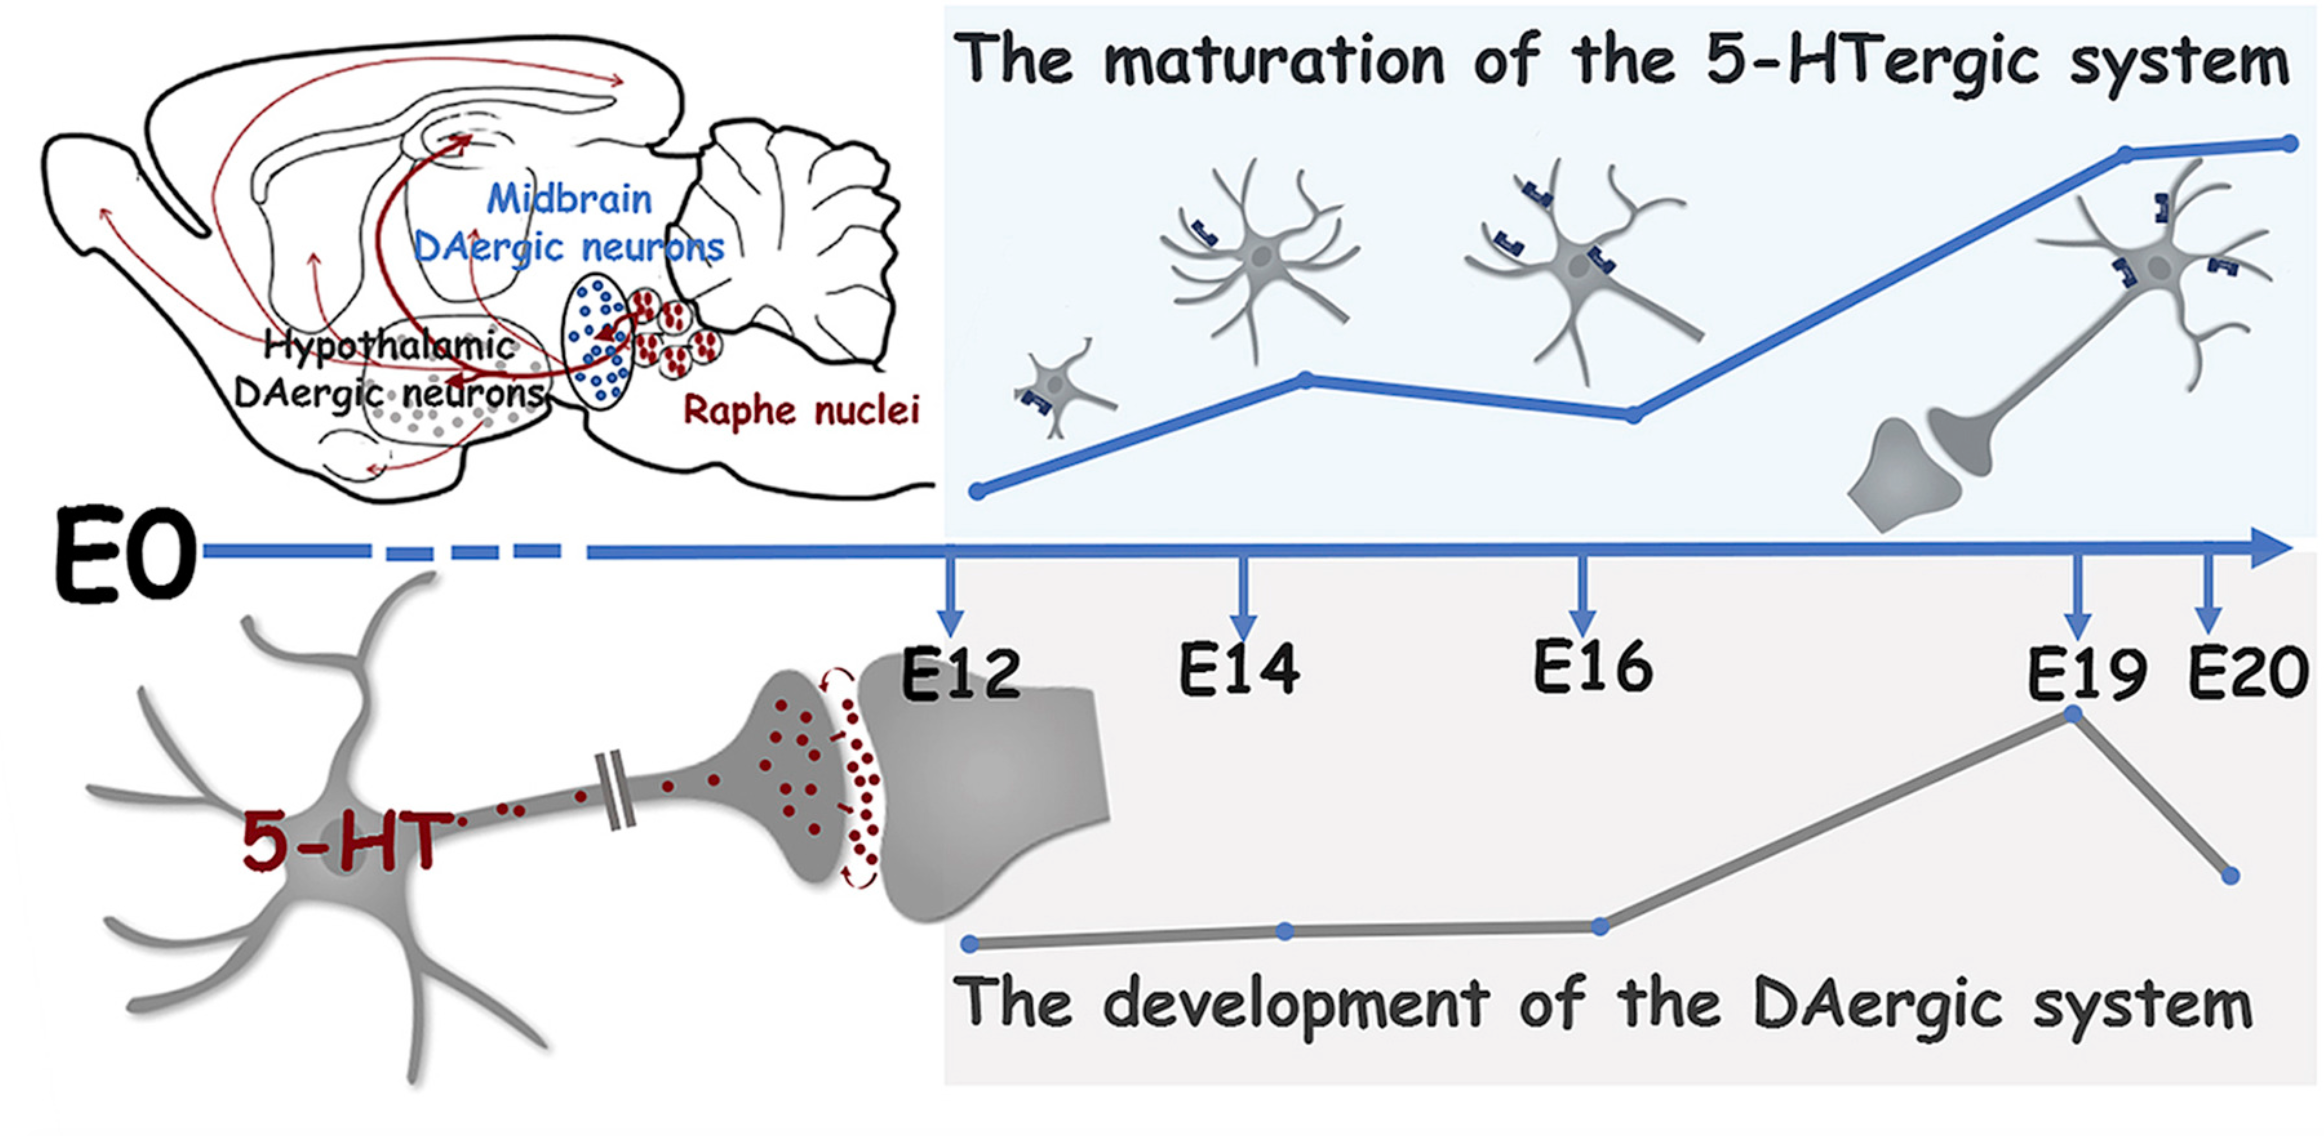 The maturation of the 5-HTergic system
Midbrain
DAergic neurons
Hypothalamic
DAergic neurons
Raphe nuclei
E0
E12
E14
E16
E19
E20
5-HT
The development of the DAergic system